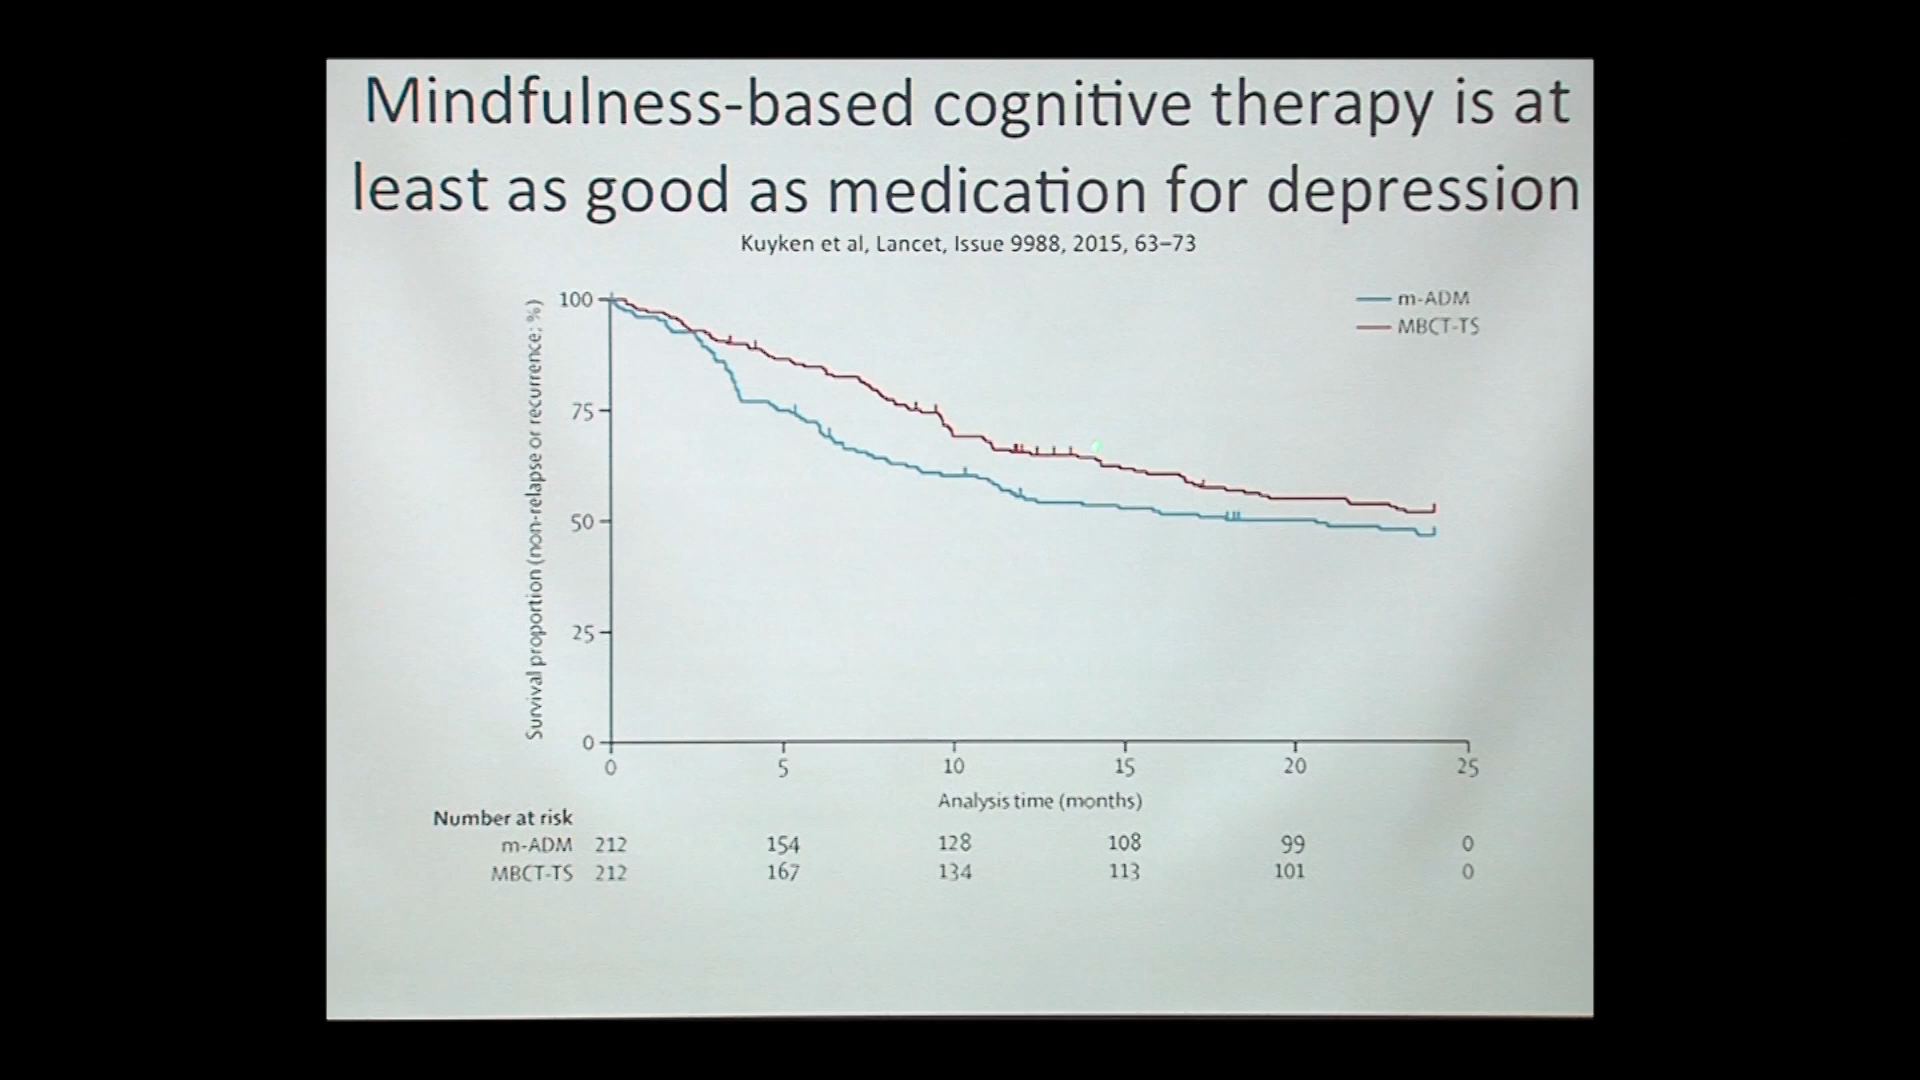 Mindfulness-based cognitive therapy is at
least as good as medication for depression
Kuyken et al, Lancet, Issue 9988, 2015, 63–73
m-ADM
MBCT-TS
Survival proportion (non-relapse or recurrence; %)
100
75
50
25
0
0 5 10 15 20 25
Analysis time (months)
Number at risk
m-ADM 212 154 128 108 99 0
MBCT-TS 212 167 134 113 101 0